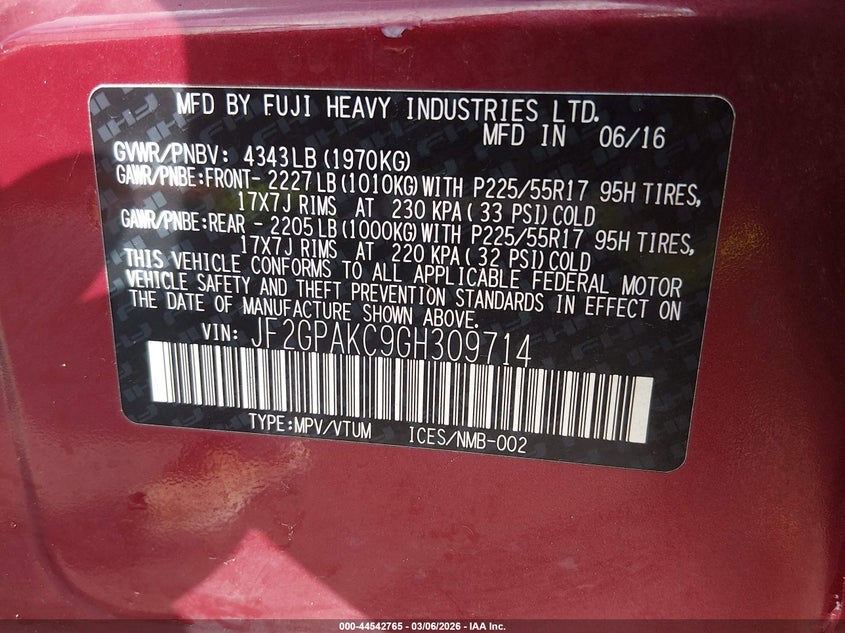 MFD BY FUJI HEAVY INDUSTRIES LTD.
MFD IN 06/16
GVWR/PNBV: 4343LB (1970KG)
GAWR/PNBE:FRONT- 2227LB (1010KG) WITH P225/55R17 95H TIRES,
17X7J RIMS AT 230 KPA ( 33 PSI) COLD
GAWR/PNBE:REAR - 2205LB (1000KG) WITH P225/55R17 95H TIRES,
17X7J RIMS AT 220 KPA ( 32 PSI) COLD
THIS VEHICLE CONFORMS TO ALL APPLICABLE FEDERAL MOTOR
VEHICLE SAFETY AND THEFT PREVENTION STANDARDS IN EFFECT ON
THE DATE OF MANUFACTURE SHOWN ABOVE.
VIN: JF2GPAKC9GH309714
TYPE:MPV/VTUM ICES/NMB-002
000-44542765 - 03/06/2026 - IAA Inc.